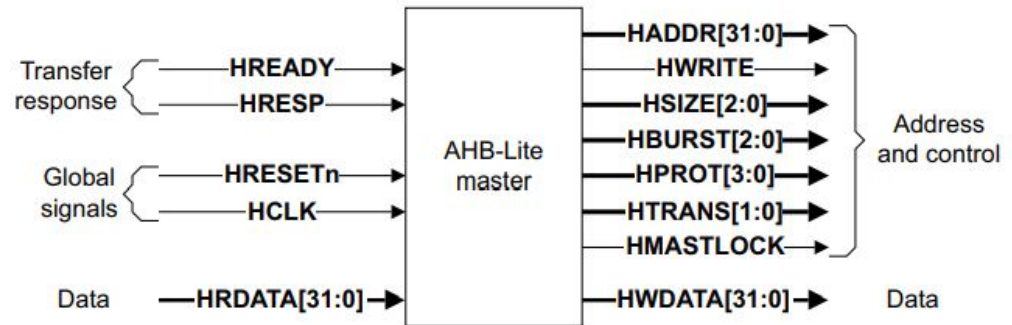 Transfer
response
HREADY
HRESP
Global
signals
HRESETn
HCLK
Data
HRDATA[31:0]
AHB-Lite
master
HADDR[31:0]
HWRITE
HSIZE[2:0]
HBURST[2:0]
HPROT[3:0]
HTRANS[1:0]
HMASTLOCK
Address
and control
HWDATA[31:0]
Data